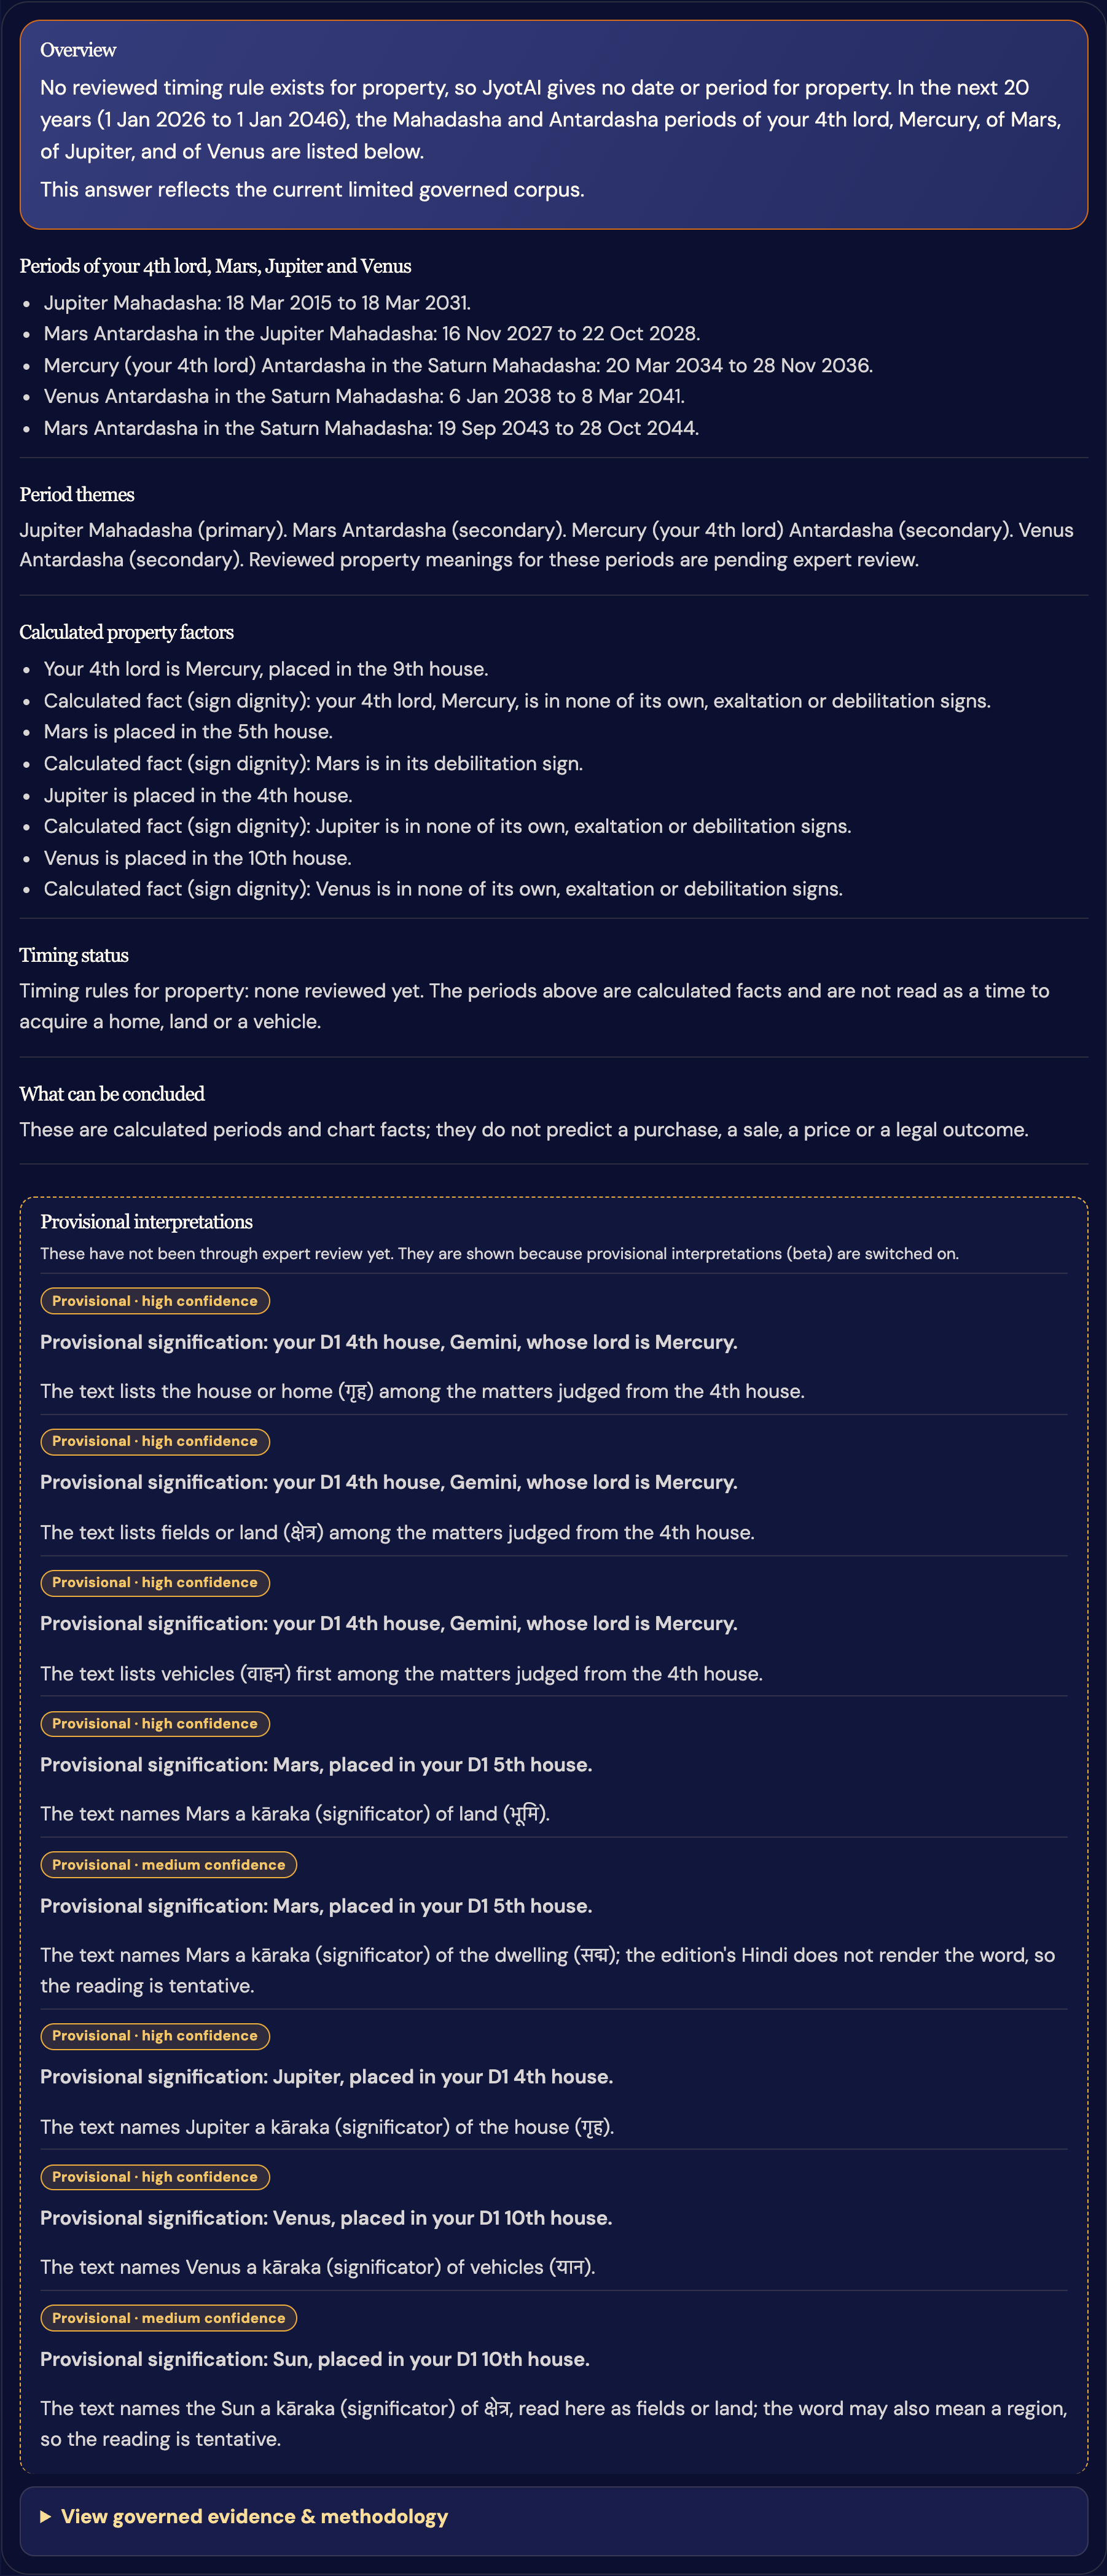 Overview
No reviewed timing rule exists for property, so JyotAI gives no date or period for property. In the next 20
years (1 Jan 2026 to 1 Jan 2046), the Mahadasha and Antardasha periods of your 4th lord, Mercury, of Mars,
of Jupiter, and of Venus are listed below.
This answer reflects the current limited governed corpus.
Periods of your 4th lord, Mars, Jupiter and Venus
• Jupiter Mahadasha: 18 Mar 2015 to 18 Mar 2031.
• Mars Antardasha in the Jupiter Mahadasha: 16 Nov 2027 to 22 Oct 2028.
• Mercury (your 4th lord) Antardasha in the Saturn Mahadasha: 20 Mar 2034 to 28 Nov 2036.
• Venus Antardasha in the Saturn Mahadasha: 6 Jan 2038 to 8 Mar 2041.
• Mars Antardasha in the Saturn Mahadasha: 19 Sep 2043 to 28 Oct 2044.
Period themes
Jupiter Mahadasha (primary). Mars Antardasha (secondary). Mercury (your 4th lord) Antardasha (secondary). Venus
Antardasha (secondary). Reviewed property meanings for these periods are pending expert review.
Calculated property factors
• Your 4th lord is Mercury, placed in the 9th house.
• Calculated fact (sign dignity): your 4th lord, Mercury, is in none of its own, exaltation or debilitation signs.
• Mars is placed in the 5th house.
• Calculated fact (sign dignity): Mars is in its debilitation sign.
• Jupiter is placed in the 4th house.
• Calculated fact (sign dignity): Jupiter is in none of its own, exaltation or debilitation signs.
• Venus is placed in the 10th house.
• Calculated fact (sign dignity): Venus is in none of its own, exaltation or debilitation signs.
Timing status
Timing rules for property: none reviewed yet. The periods above are calculated facts and are not read as a time to
acquire a home, land or a vehicle.
What can be concluded
These are calculated periods and chart facts; they do not predict a purchase, a sale, a price or a legal outcome.
Provisional interpretations
These have not been through expert review yet. They are shown because provisional interpretations (beta) are switched on.
Provisional · high confidence
Provisional signification: your D1 4th house, Gemini, whose lord is Mercury.
The text lists the house or home (गृह) among the matters judged from the 4th house.
Provisional · high confidence
Provisional signification: your D1 4th house, Gemini, whose lord is Mercury.
The text lists fields or land (क्षेत्र) among the matters judged from the 4th house.
Provisional · high confidence
Provisional signification: your D1 4th house, Gemini, whose lord is Mercury.
The text lists vehicles (वाहन) first among the matters judged from the 4th house.
Provisional · high confidence
Provisional signification: Mars, placed in your D1 5th house.
The text names Mars a kāraka (significator) of land (भूमि).
Provisional · medium confidence
Provisional signification: Mars, placed in your D1 5th house.
The text names Mars a kāraka (significator) of the dwelling (सद्म); the edition's Hindi does not render the word, so
the reading is tentative.
Provisional · high confidence
Provisional signification: Jupiter, placed in your D1 4th house.
The text names Jupiter a kāraka (significator) of the house (गृह).
Provisional · high confidence
Provisional signification: Venus, placed in your D1 10th house.
The text names Venus a kāraka (significator) of vehicles (यान).
Provisional · medium confidence
Provisional signification: Sun, placed in your D1 10th house.
The text names the Sun a kāraka (significator) of क्षेत्र, read here as fields or land; the word may also mean a region,
so the reading is tentative.
▶ View governed evidence & methodology